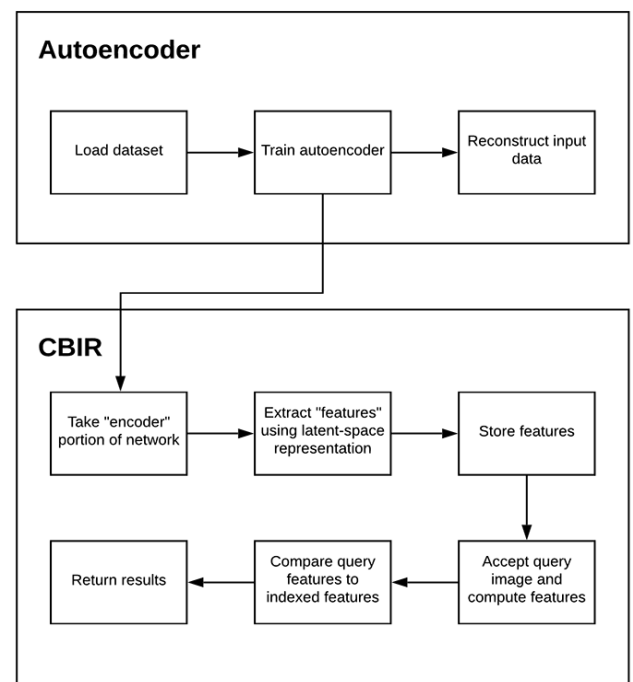 Autoencoder
Load dataset
Train autoencoder
Reconstruct input
data
CBIR
Take "encoder"
portion of network
Extract "features"
using latent-space
representation
Store features
Return results
Compare query
features to
indexed features
Accept query
image and
compute features